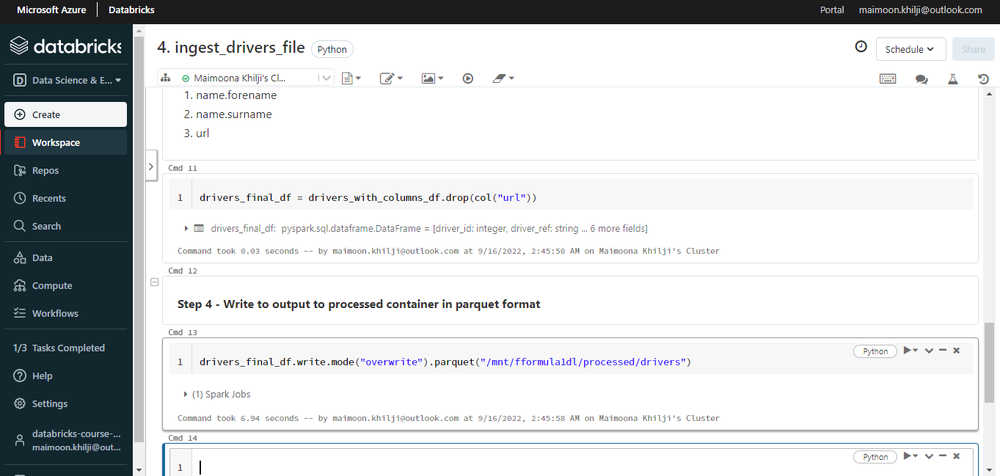 Microsoft Azure | Databricks Portal maimoon.khilji@outlook.com
databricks
Data Science & E...
Create
Workspace
Repos
Recents
Search
Data
Compute
Workflows
1/3 Tasks Completed
Help
Settings
databricks-course-...
maimoon.khilji@out...
4. ingest_drivers_file Python
Schedule Share
Maimoona Khilji's Cl...
1. name.forename
2. name.surname
3. url
Cmd 11
1 drivers_final_df = drivers_with_columns_df.drop(col("url"))
drivers_final_df: pyspark.sql.dataframe.DataFrame = [driver_id: integer, driver_ref: string ... 6 more fields]
Command took 0.03 seconds -- by maimoon.khilji@outlook.com at 9/16/2022, 2:45:50 AM on Maimoona Khilji's Cluster
Cmd 12
Step 4 - Write to output to processed container in parquet format
Cmd 13
Python
1 drivers_final_df.write.mode("overwrite").parquet("/mnt/fformula1dl/processed/drivers")
(1) Spark Jobs
Command took 6.94 seconds -- by maimoon.khilji@outlook.com at 9/16/2022, 2:45:58 AM on Maimoona Khilji's Cluster
Cmd 14
Python
1